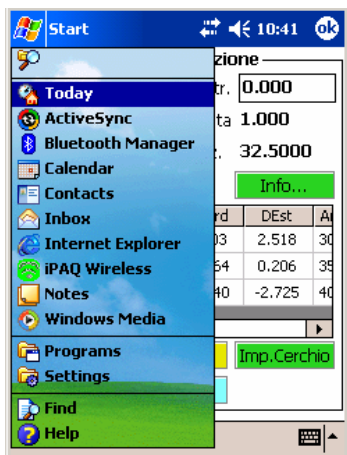 Start 10:41 ok
zione
Today tr. 0.000
ActiveSync ta 1.000
Bluetooth Manager
Calendar 32.5000
Contacts Info...
Inbox rd DEst
Internet Explorer 03 2.518 30
iPAQ Wireless 64 0.206 35
Notes 40 -2.725 40
Windows Media
Programs Imp.Cerchio
Settings
Find
Help